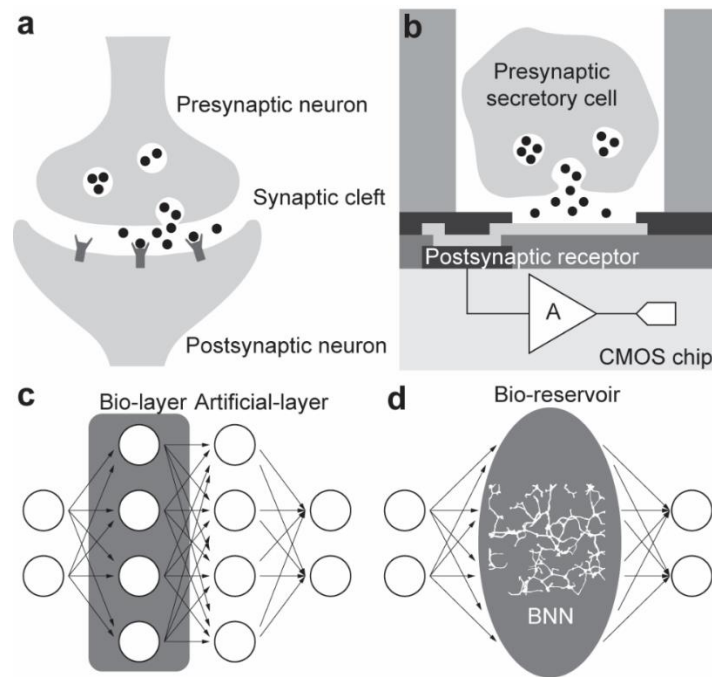 a
Presynaptic neuron
Synaptic cleft
Postsynaptic neuron
b
Presynaptic
secretory cell
Postsynaptic receptor
A
CMOS chip
c
Bio-layer
Artificial-layer
d
Bio-reservoir
BNN